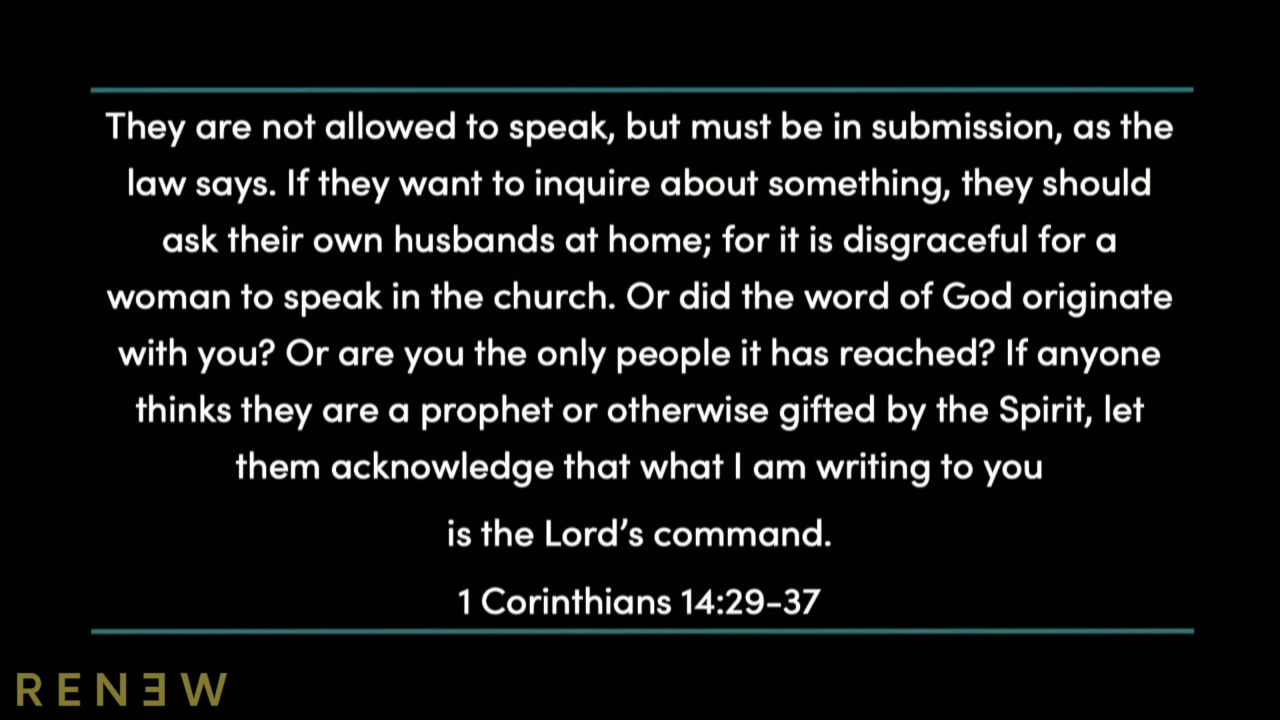 They are not allowed to speak, but must be in submission, as the
law says. If they want to inquire about something, they should
ask their own husbands at home; for it is disgraceful for a
woman to speak in the church. Or did the word of God originate
with you? Or are you the only people it has reached? If anyone
thinks they are a prophet or otherwise gifted by the Spirit, let
them acknowledge that what I am writing to you
is the Lord’s command.
1 Corinthians 14:29-37
RENEW